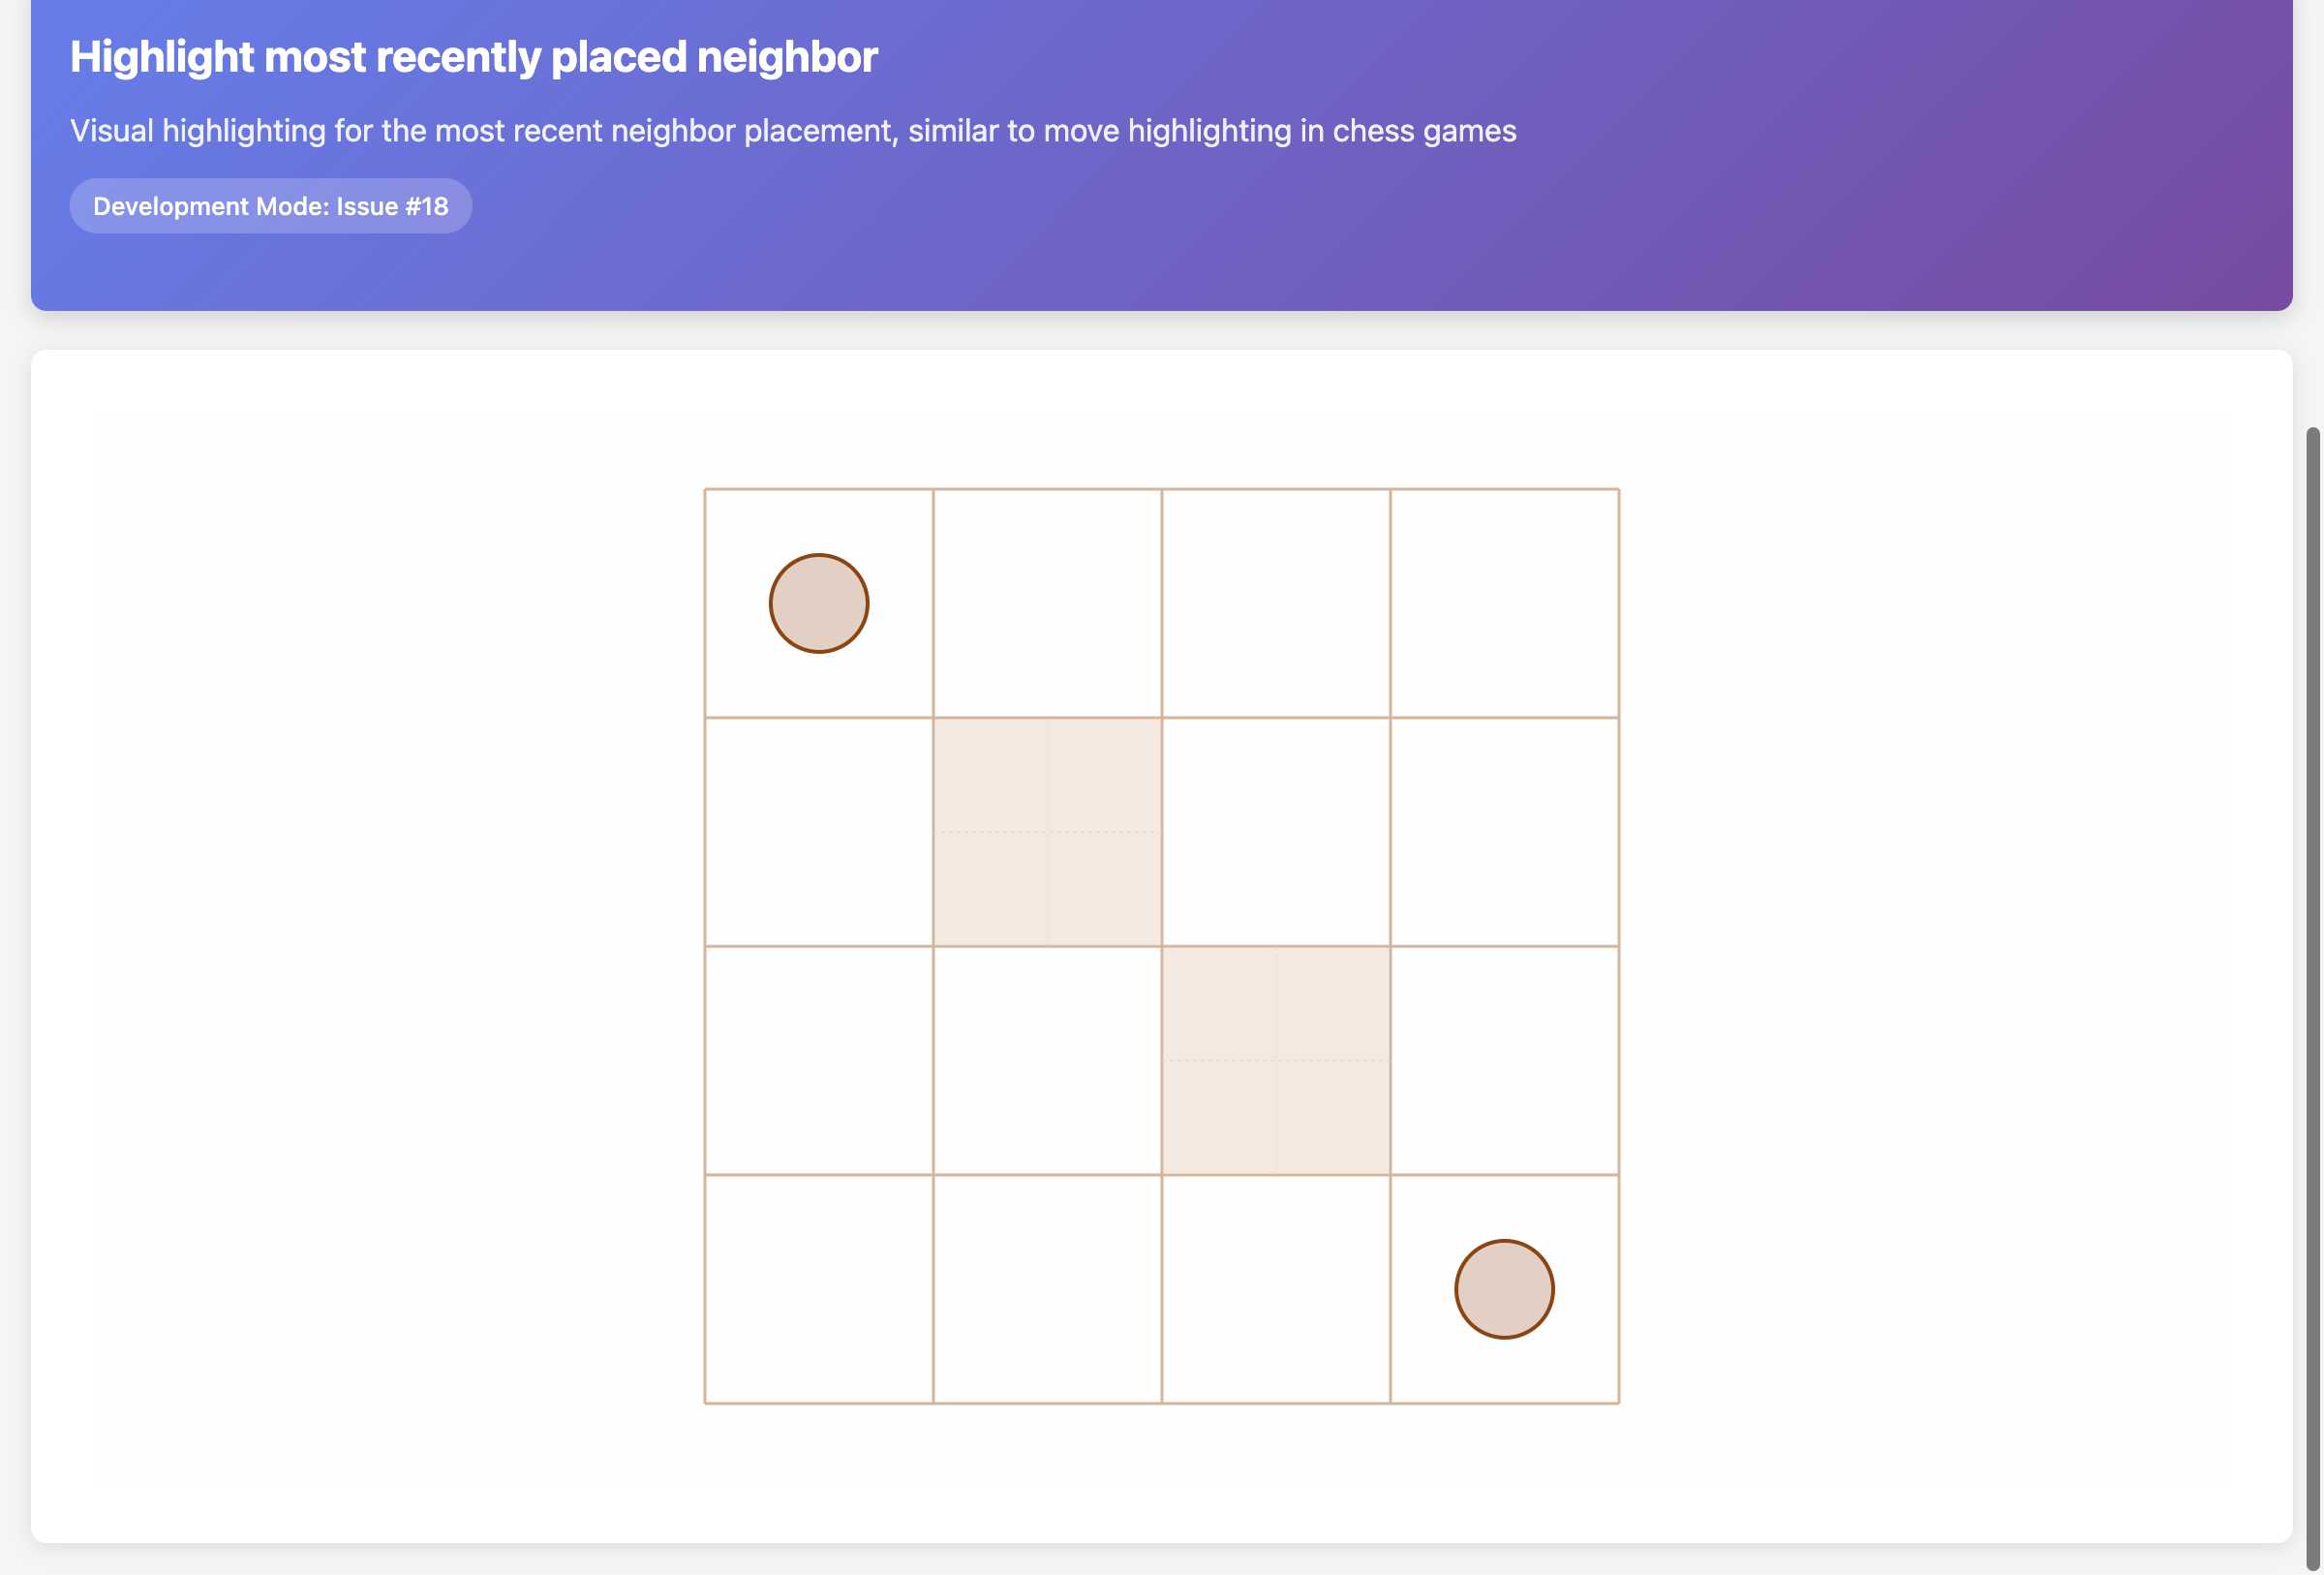 Highlight most recently placed neighbor
Visual highlighting for the most recent neighbor placement, similar to move highlighting in chess games
Development Mode: Issue #18